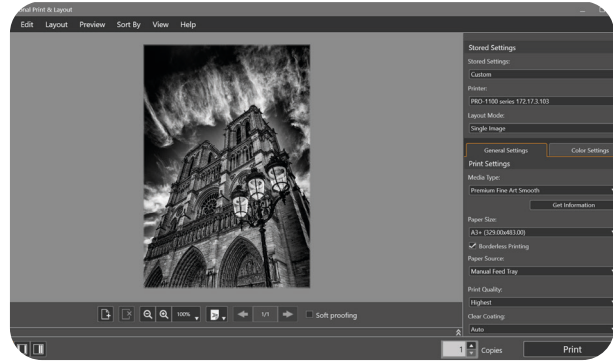 onal Print & Layout
Edit Layout Preview Sort By View Help
Stored Settings
Stored Settings:
Custom
Printer:
PRO-1100 series 172.17.3.103
Layout Mode:
Single Image
General Settings Color Settings
Print Settings
Media Type:
Premium Fine Art Smooth
Get Information
Paper Size:
A3+ (329.00x483.00)
Borderless Printing
Paper Source:
Manual Feed Tray
Print Quality:
Highest
Clear Coating:
Auto
100% 1/1 Soft proofing
1 Copies Print